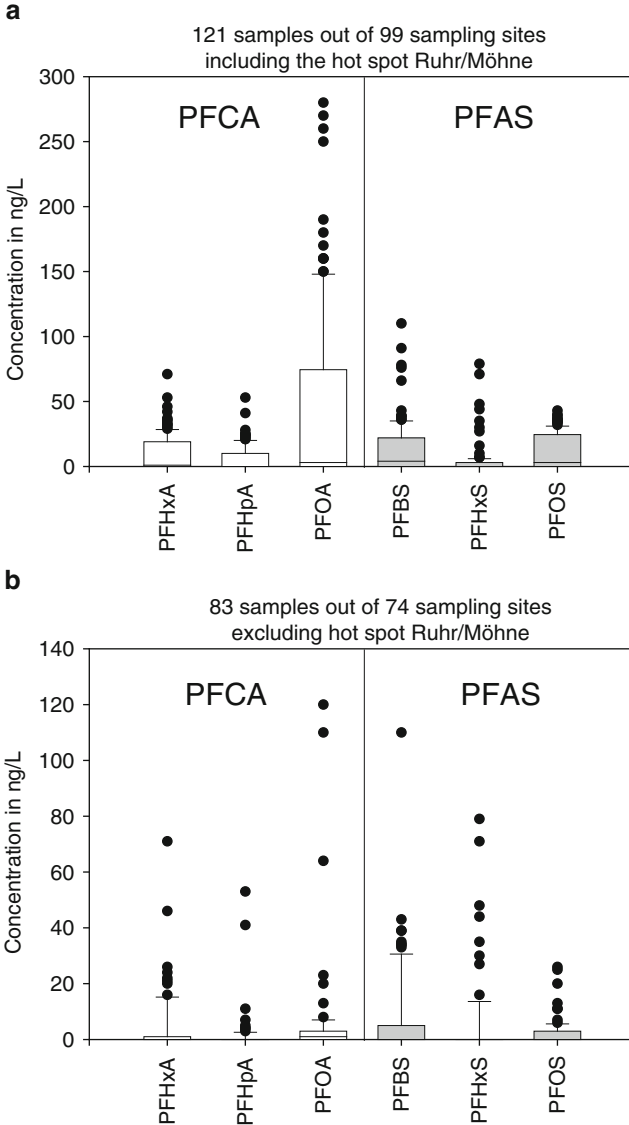 a
121 samples out of 99 sampling sites
including the hot spot Ruhr/Möhne
300
250
200
150
100
50
0
Concentration in ng/L
PFCA
PFAS
PFHxA
PFHpA
PFOA
PFBS
PFHxS
PFOS
b
83 samples out of 74 sampling sites
excluding hot spot Ruhr/Möhne
140
120
100
80
60
40
20
0
Concentration in ng/L
PFCA
PFAS
PFHxA
PFHpA
PFOA
PFBS
PFHxS
PFOS